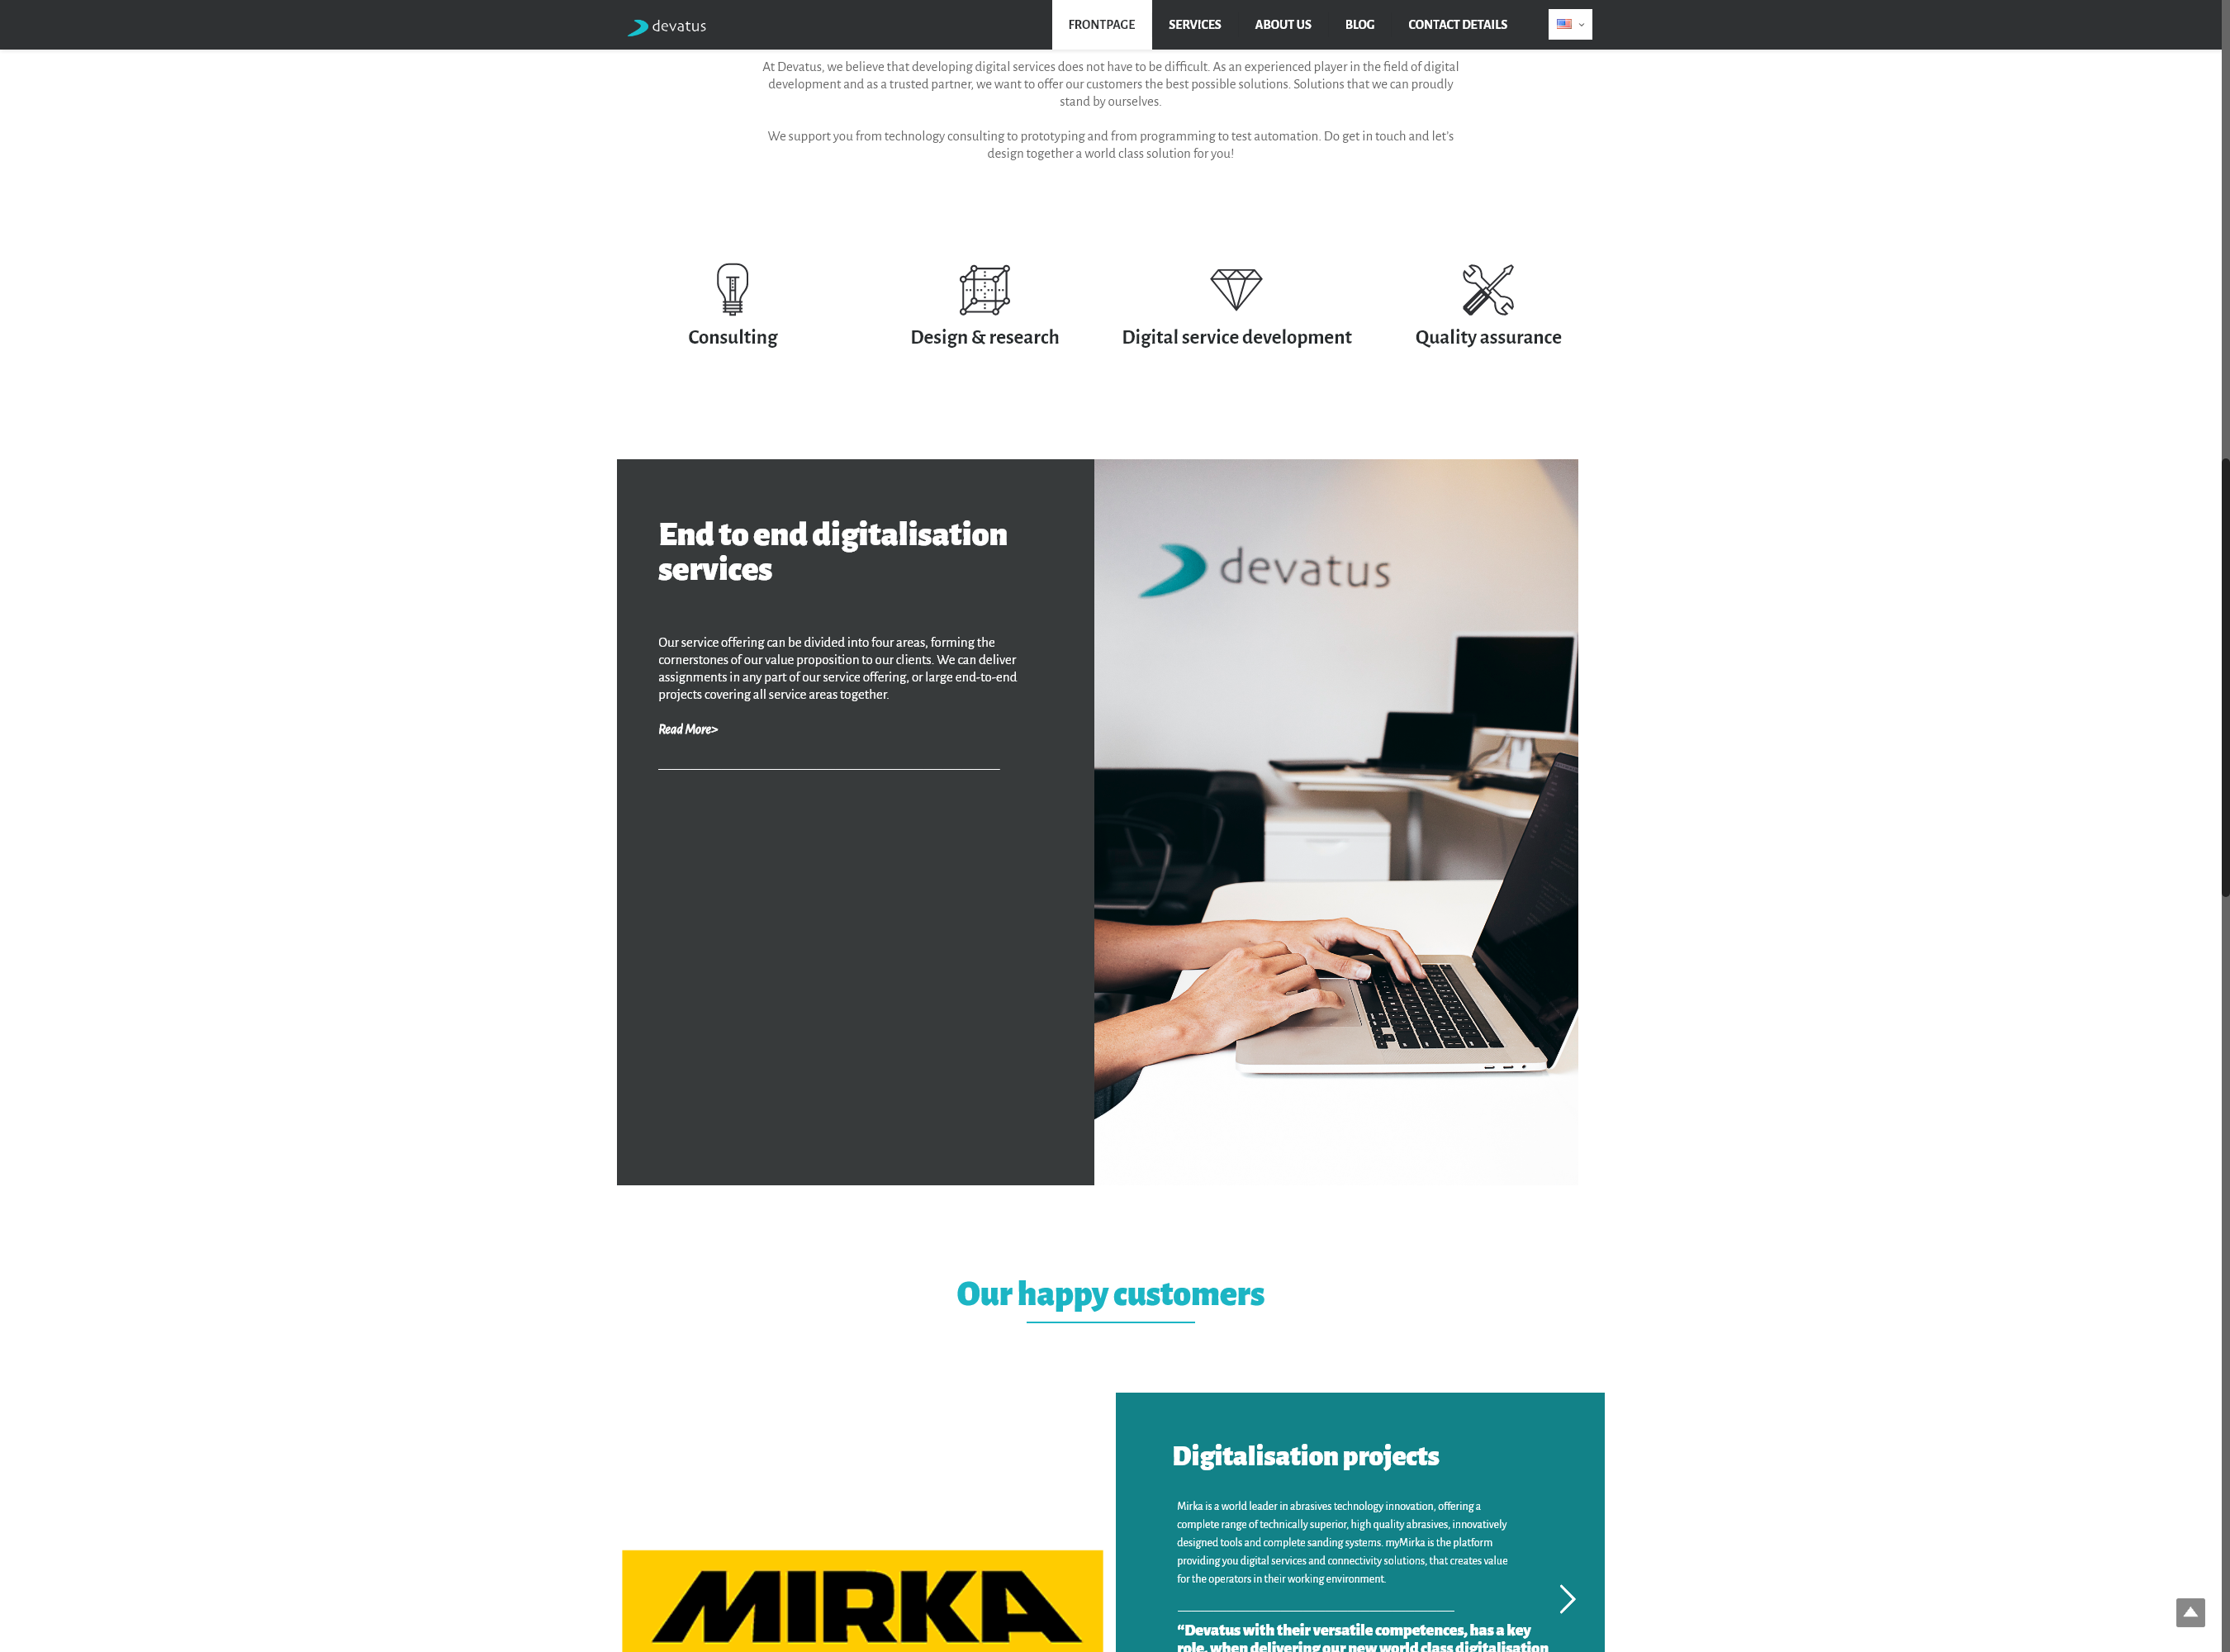 devatus
FRONTPAGE
SERVICES
ABOUT US
BLOG
CONTACT DETAILS
At Devatus, we believe that developing digital services does not have to be difficult. As an experienced player in the field of digital
development and as a trusted partner, we want to offer our customers the best possible solutions. Solutions that we can proudly
stand by ourselves.
We support you from technology consulting to prototyping and from programming to test automation. Do get in touch and let's
design together a world class solution for you!
Consulting
Design & research
Digital service development
Quality assurance
End to end digitalisation
services
Our service offering can be divided into four areas, forming the
cornerstones of our value proposition to our clients. We can deliver
assignments in any part of our service offering, or large end-to-end
projects covering all service areas together.
Read More>
devatus
Our happy customers
MIRKA
Digitalisation projects
Mirka is a world leader in abrasives technology innovation, offering a
complete range of technically superior, high quality abrasives, innovatively
designed tools and complete sanding systems. myMirka is the platform
providing you digital services and connectivity solutions, that creates value
for the operators in their working environment.
“Devatus with their versatile competences, has a key
role, when delivering our new world class digitalisation